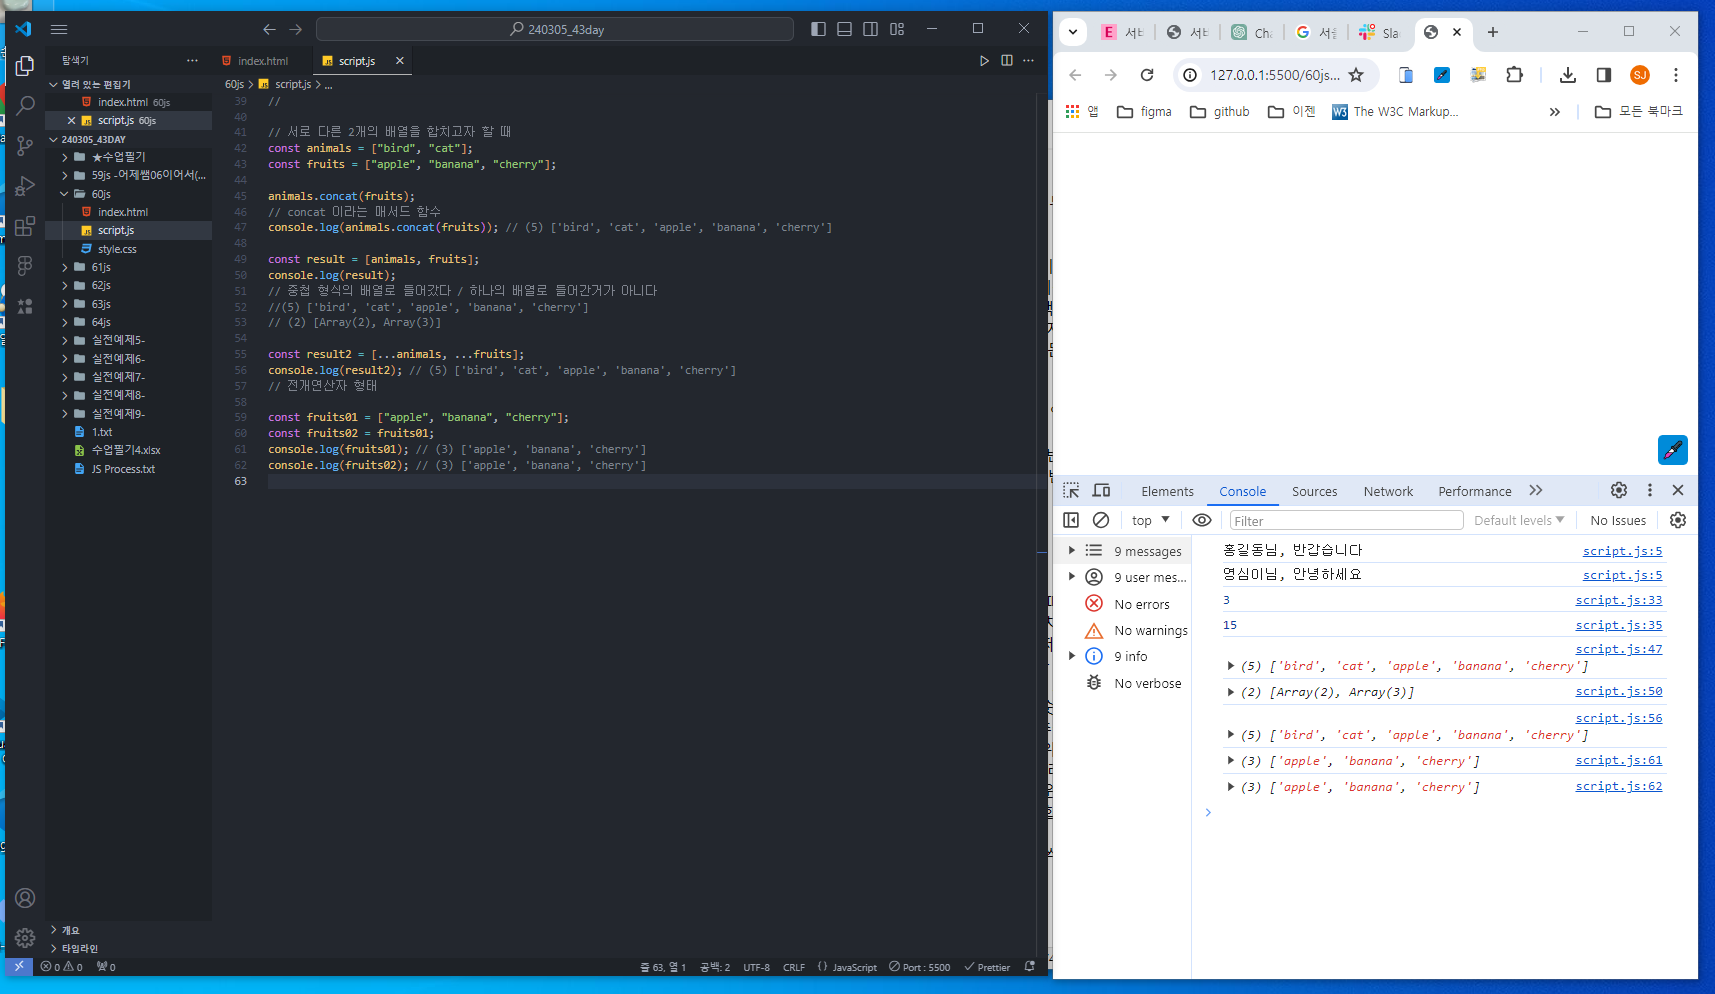 240305_43day
탐색기
열려 있는 편집기
index.html 60js
script.js 60js
240305_43DAY
★수업필기
59js -어제쌤06이어서(...
60js
index.html
script.js
style.css
61js
62js
63js
64js
실전예제5-
실전예제6-
실전예제7-
실전예제8-
실전예제9-
1.txt
수업필기4.xlsx
JS Process.txt
개요
타임라인
index.html
script.js
60js > script.js > ...
39 //
40
41 // 서로 다른 2개의 배열을 합치고자 할 때
42 const animals = ["bird", "cat"];
43 const fruits = ["apple", "banana", "cherry"];
44
45 animals.concat(fruits);
46 // concat 이라는 매서드 함수
47 console.log(animals.concat(fruits)); // (5) ['bird', 'cat', 'apple', 'banana', 'cherry']
48
49 const result = [animals, fruits];
50 console.log(result);
51 // 중첩 형식의 배열로 들어갔다 / 하나의 배열로 들어간거가 아니다
52 //(5) ['bird', 'cat', 'apple', 'banana', 'cherry']
53 // (2) [Array(2), Array(3)]
54
55 const result2 = [...animals, ...fruits];
56 console.log(result2); // (5) ['bird', 'cat', 'apple', 'banana', 'cherry']
57 // 전개연산자 형태
58
59 const fruits01 = ["apple", "banana", "cherry"];
60 const fruits02 = fruits01;
61 console.log(fruits01); // (3) ['apple', 'banana', 'cherry']
62 console.log(fruits02); // (3) ['apple', 'banana', 'cherry']
63
0 0 0
줄 63, 열 1 공백: 2 UTF-8 CRLF JavaScript Port : 5500 Prettier
서 서 Ch 서울 Sla
127.0.0.1:5500/60js...
SJ
앱 figma github 이젠 W3 The W3C Markup... » 모든 북마크
Elements Console Sources Network Performance
top Filter Default levels No Issues
9 messages
9 user mes...
No errors
No warnings
9 info
No verbose
홍길동님, 반갑습니다 script.js:5
영심이님, 안녕하세요 script.js:5
3 script.js:33
15 script.js:35
script.js:47
(5) ['bird', 'cat', 'apple', 'banana', 'cherry']
(2) [Array(2), Array(3)] script.js:50
script.js:56
(5) ['bird', 'cat', 'apple', 'banana', 'cherry']
(3) ['apple', 'banana', 'cherry'] script.js:61
(3) ['apple', 'banana', 'cherry'] script.js:62